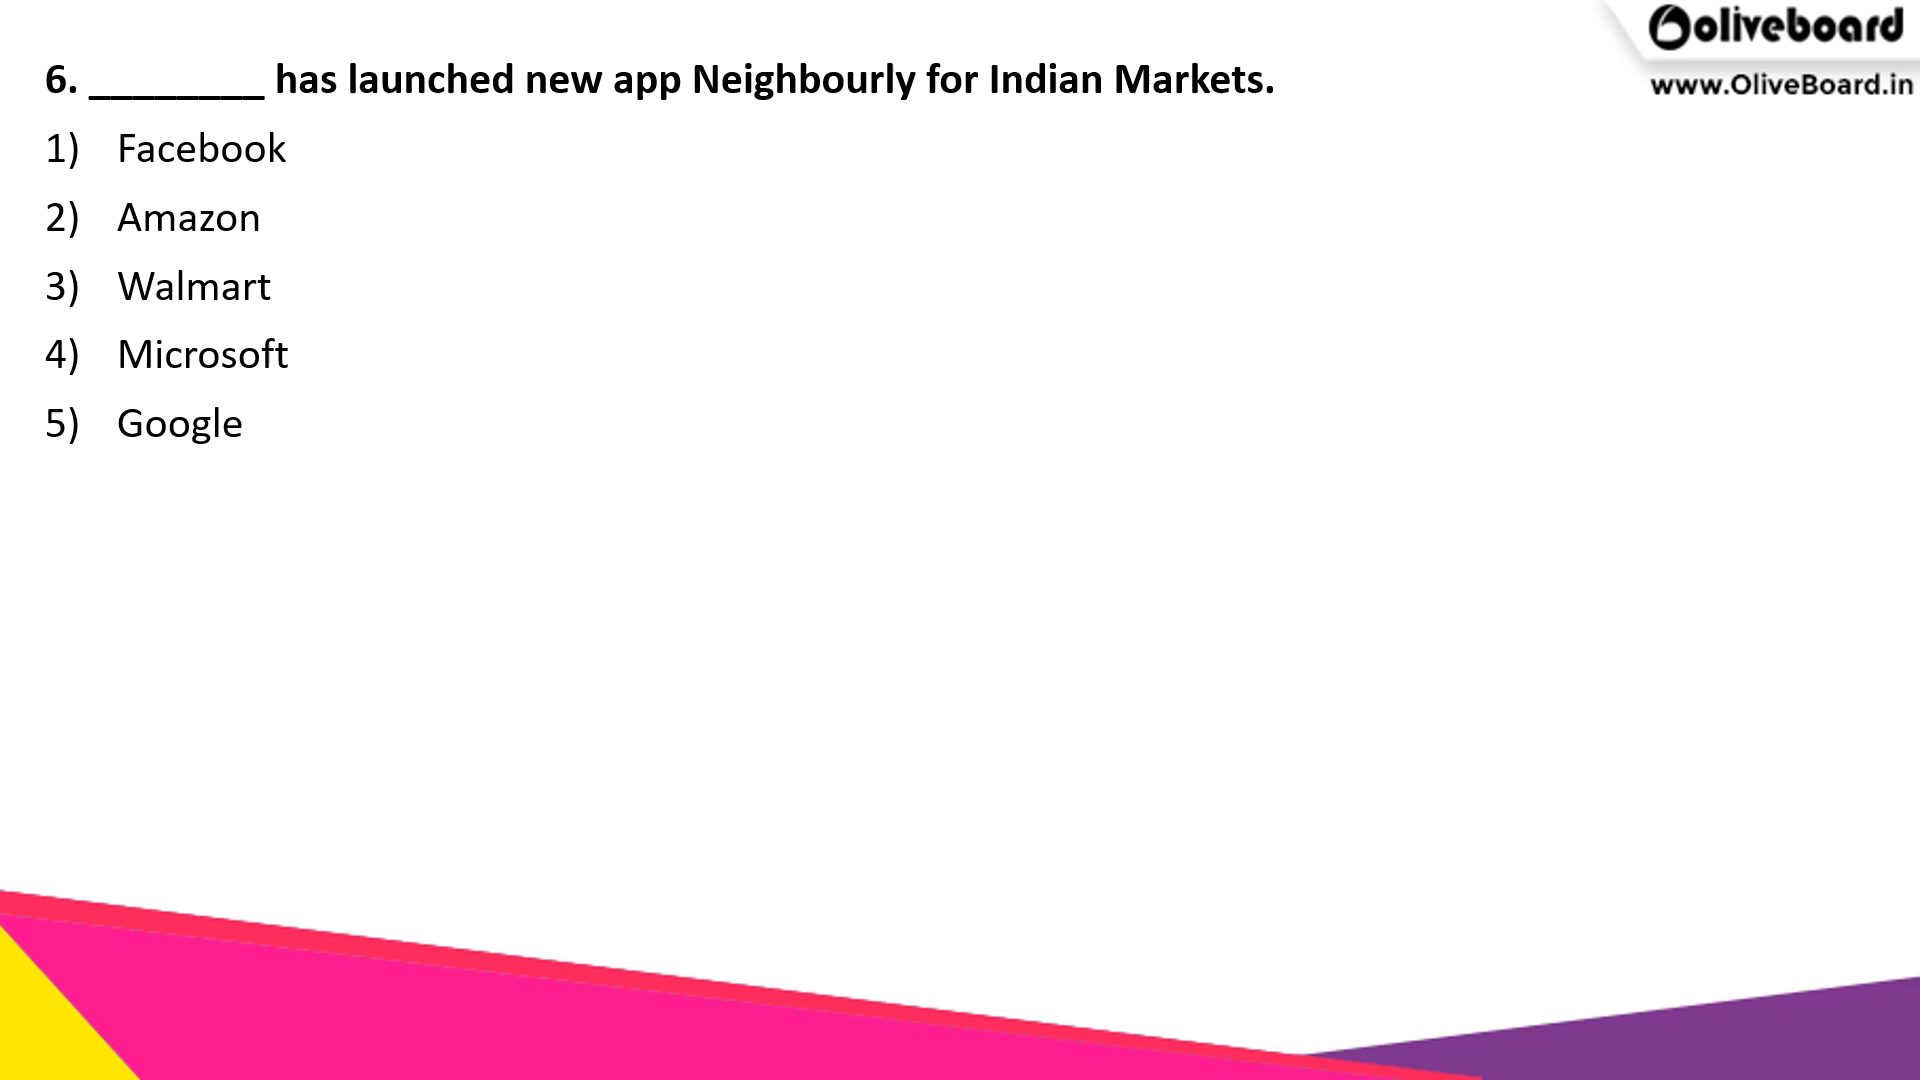 oliveboard
www.OliveBoard.in
6. ________ has launched new app Neighbourly for Indian Markets.
1) Facebook
2) Amazon
3) Walmart
4) Microsoft
5) Google